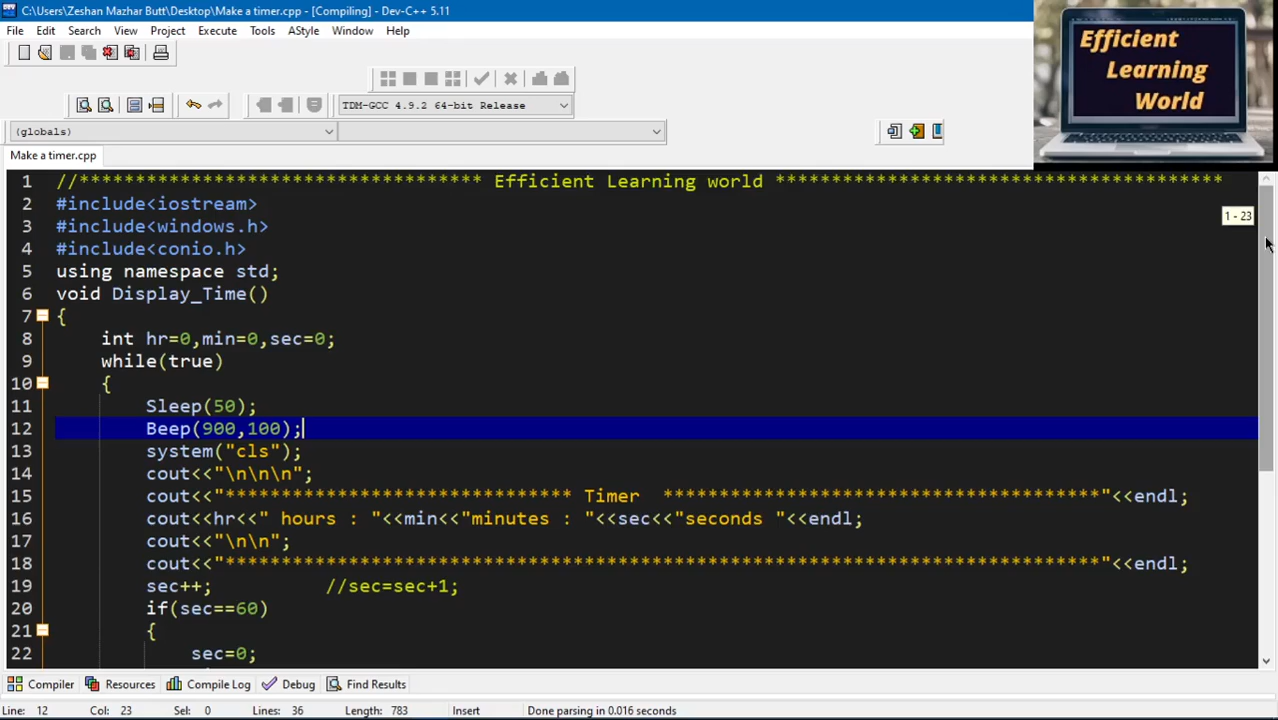 C:\Users\Zeshan Mazhar Butt\Desktop\Make a timer.cpp - [Compiling] - Dev-C++ 5.11
File Edit Search View Project Execute Tools AStyle Window Help
Efficient
Learning
World
TDM-GCC 4.9.2 64-bit Release
(globals)
Make a timer.cpp
1 //************************************ Efficient Learning world ****************************************
2 #include<iostream>
3 #include<windows.h>
4 #include<conio.h>
5 using namespace std;
6 void Display_Time()
7 {
8 int hr=0,min=0,sec=0;
9 while(true)
10 {
11 Sleep(50);
12 Beep(900,100);
13 system("cls");
14 cout<<"\n\n\n";
15 cout<<"******************************* Timer  ***************************************"<<endl;
16 cout<<hr<<" hours : "<<min<<"minutes : "<<sec<<"seconds "<<endl;
17 cout<<"\n\n";
18 cout<<"******************************************************************************"<<endl;
19 sec++; //sec=sec+1;
20 if(sec==60)
21 {
22 sec=0;
1 - 23
Compiler Resources Compile Log Debug Find Results
Line: 12 Col: 23 Sel: 0 Lines: 36 Length: 783 Insert Done parsing in 0.016 seconds